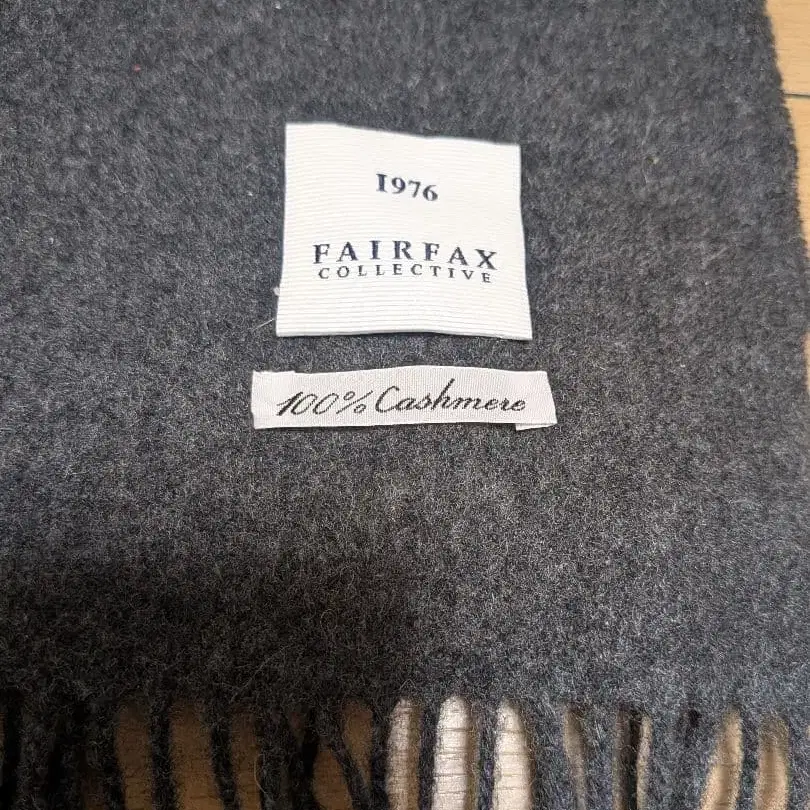 1976
FAIRFAX
COLLECTIVE
100% Cashmere